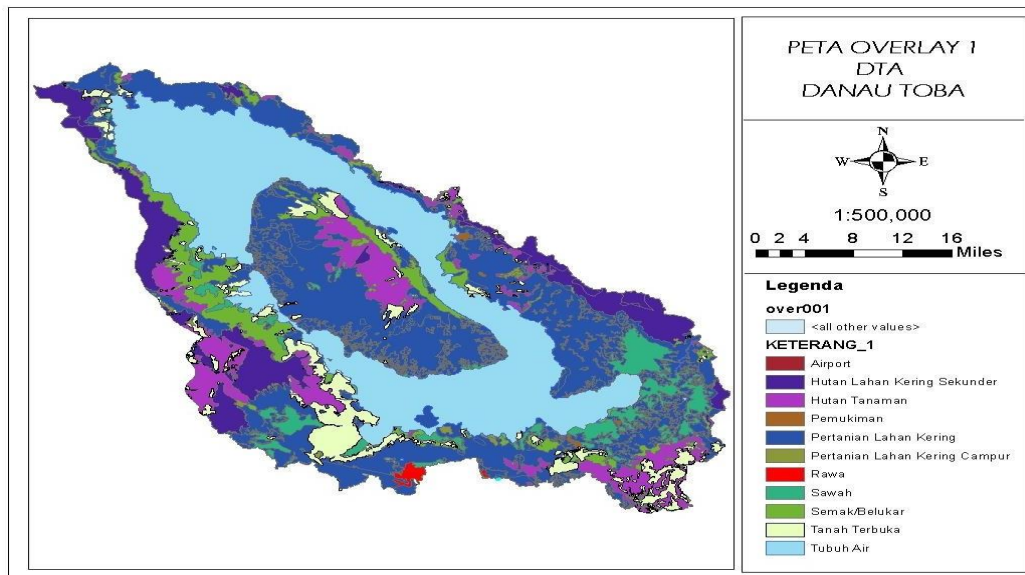 PETA OVERLAY 1
DTA
DANAU TOBA
N
W E
S
1:500,000
0 2 4 8 12 16
Miles
Legenda
over001
<all other values>
KETERANG_1
Airport
Hutan Lahan Kering Sekunder
Hutan Tanaman
Pemukiman
Pertanian Lahan Kering
Pertanian Lahan Kering Campur
Rawa
Sawah
Semak/Belukar
Tanah Terbuka
Tubuh Air